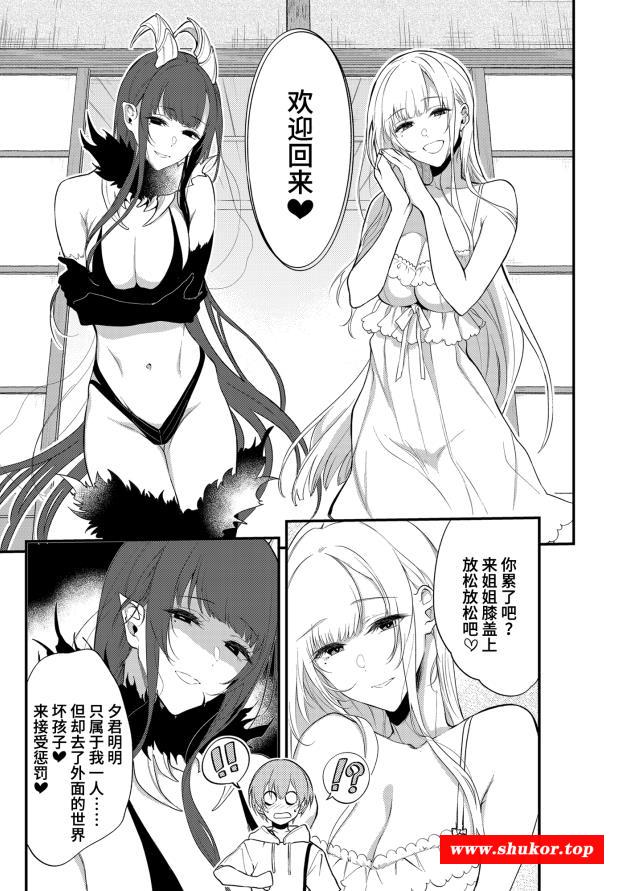 欢迎回来♥
你累了吧？
来姐姐膝盖上
放松放松吧♡
!?
!!
夕君明明
只属于我一人……
但却去了外面的世界
坏孩子♥
来接受惩罚♥
www.shukor.top